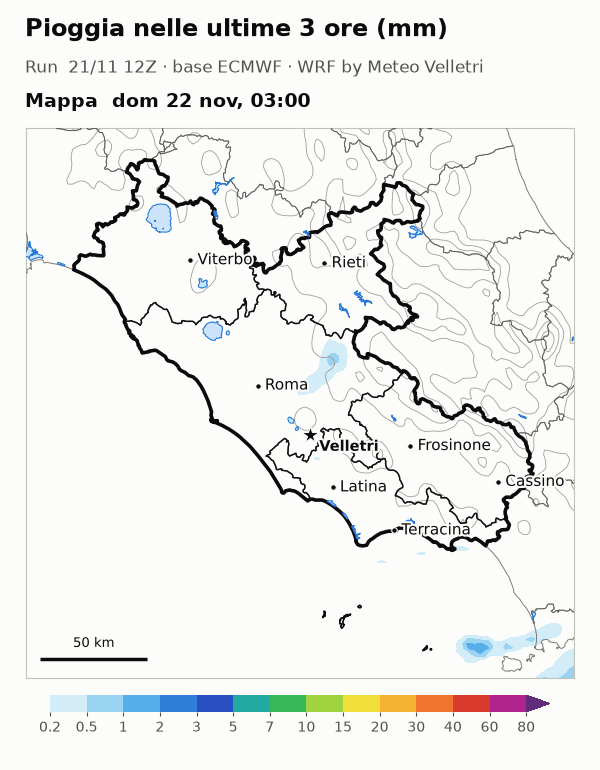 Pioggia nelle ultime 3 ore (mm)
Run  21/11 12Z · base ECMWF · WRF by Meteo Velletri
Mappa  dom 22 nov, 03:00
Viterbo
Rieti
Roma
Velletri
Frosinone
Latina
Cassino
Terracina
50 km
0.2 0.5 1 2 3 5 7 10 15 20 30 40 60 80